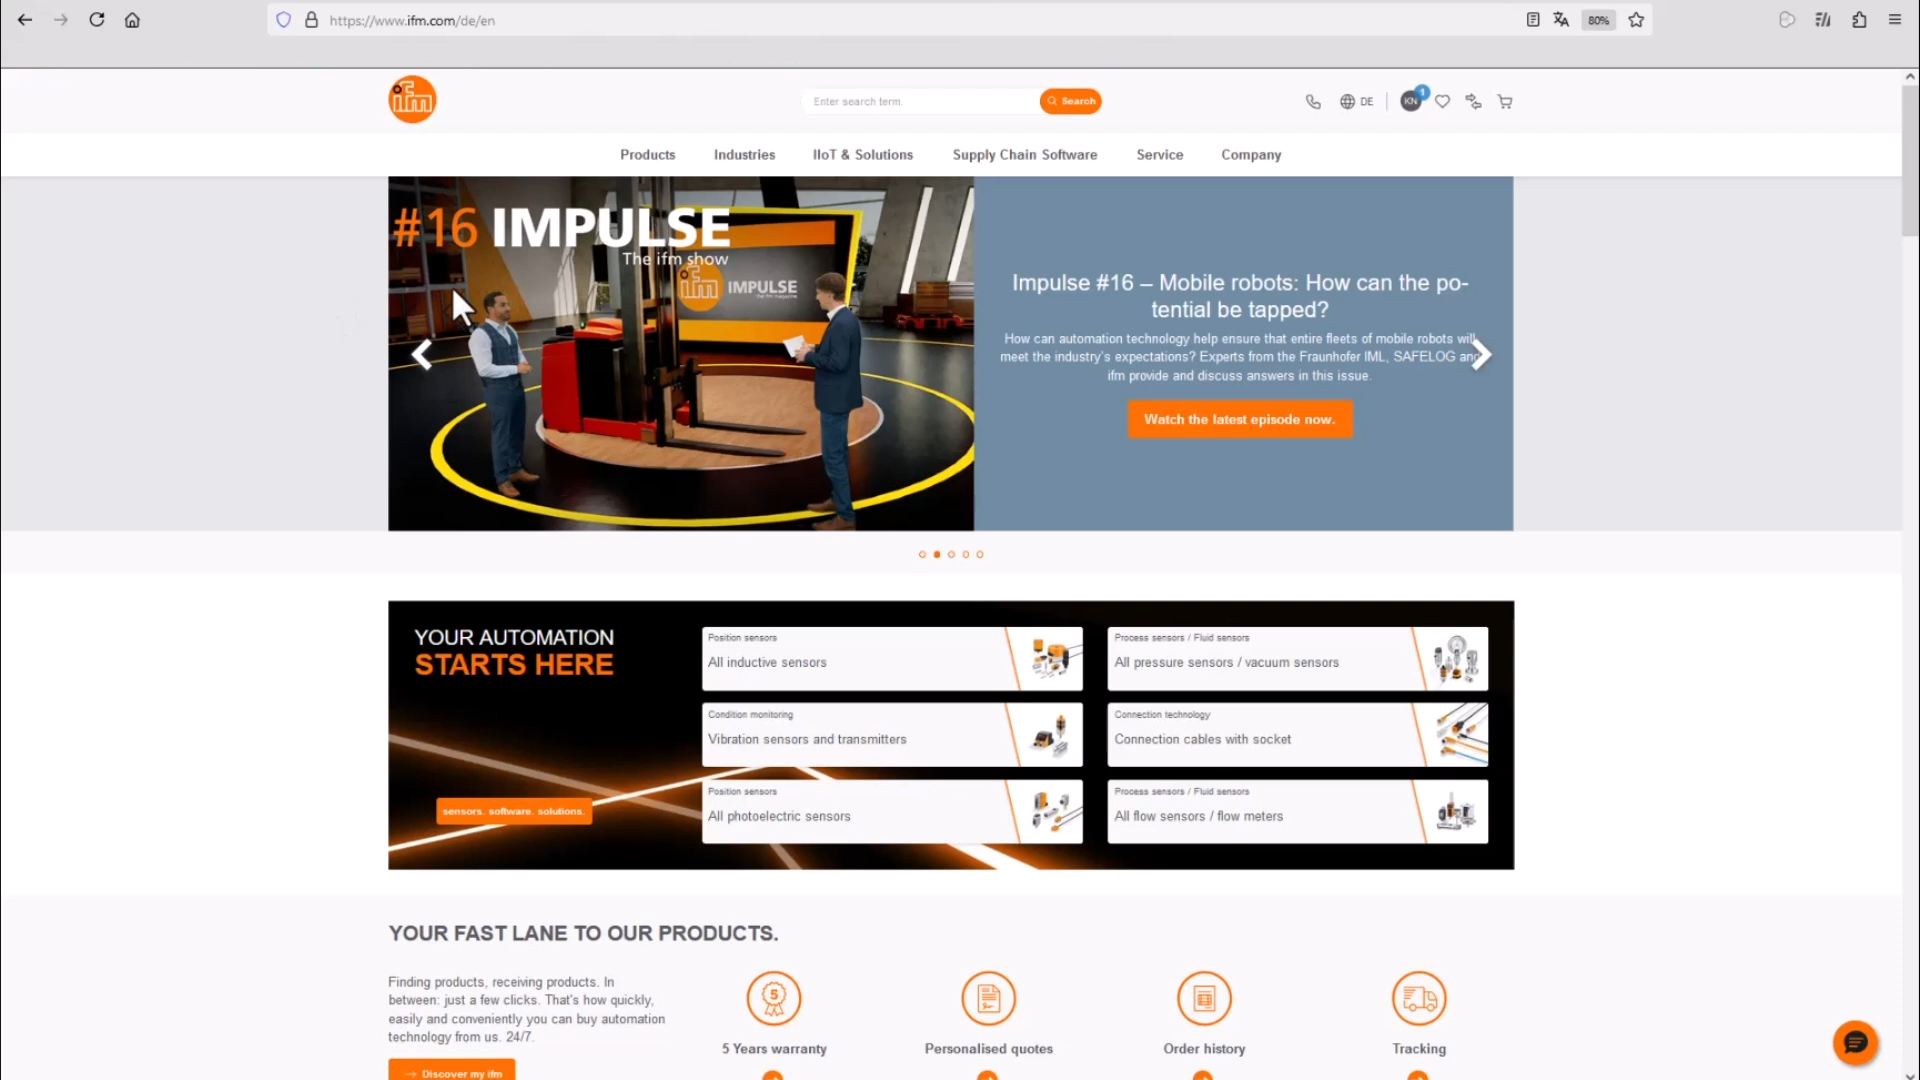 https://www.ifm.com/de/en
80%
ifm
Enter search term.
Search
DE
KN
1
Products
Industries
IIoT & Solutions
Supply Chain Software
Service
Company
#16 IMPULSE
The ifm show
ifm IMPULSE
Impulse #16 – Mobile robots: How can the po-
tential be tapped?
How can automation technology help ensure that entire fleets of mobile robots will
meet the industry's expectations? Experts from the Fraunhofer IML, SAFELOG and
ifm provide and discuss answers in this issue.
Watch the latest episode now.
YOUR AUTOMATION
STARTS HERE
sensors. software. solutions.
Position sensors
All inductive sensors
Process sensors / Fluid sensors
All pressure sensors / vacuum sensors
Condition monitoring
Vibration sensors and transmitters
Connection technology
Connection cables with socket
Position sensors
All photoelectric sensors
Process sensors / Fluid sensors
All flow sensors / flow meters
YOUR FAST LANE TO OUR PRODUCTS.
Finding products, receiving products. In
between: just a few clicks. That's how quickly,
easily and conveniently you can buy automation
technology from us. 24/7.
Discover my ifm
5
5 Years warranty
Personalised quotes
Order history
Tracking